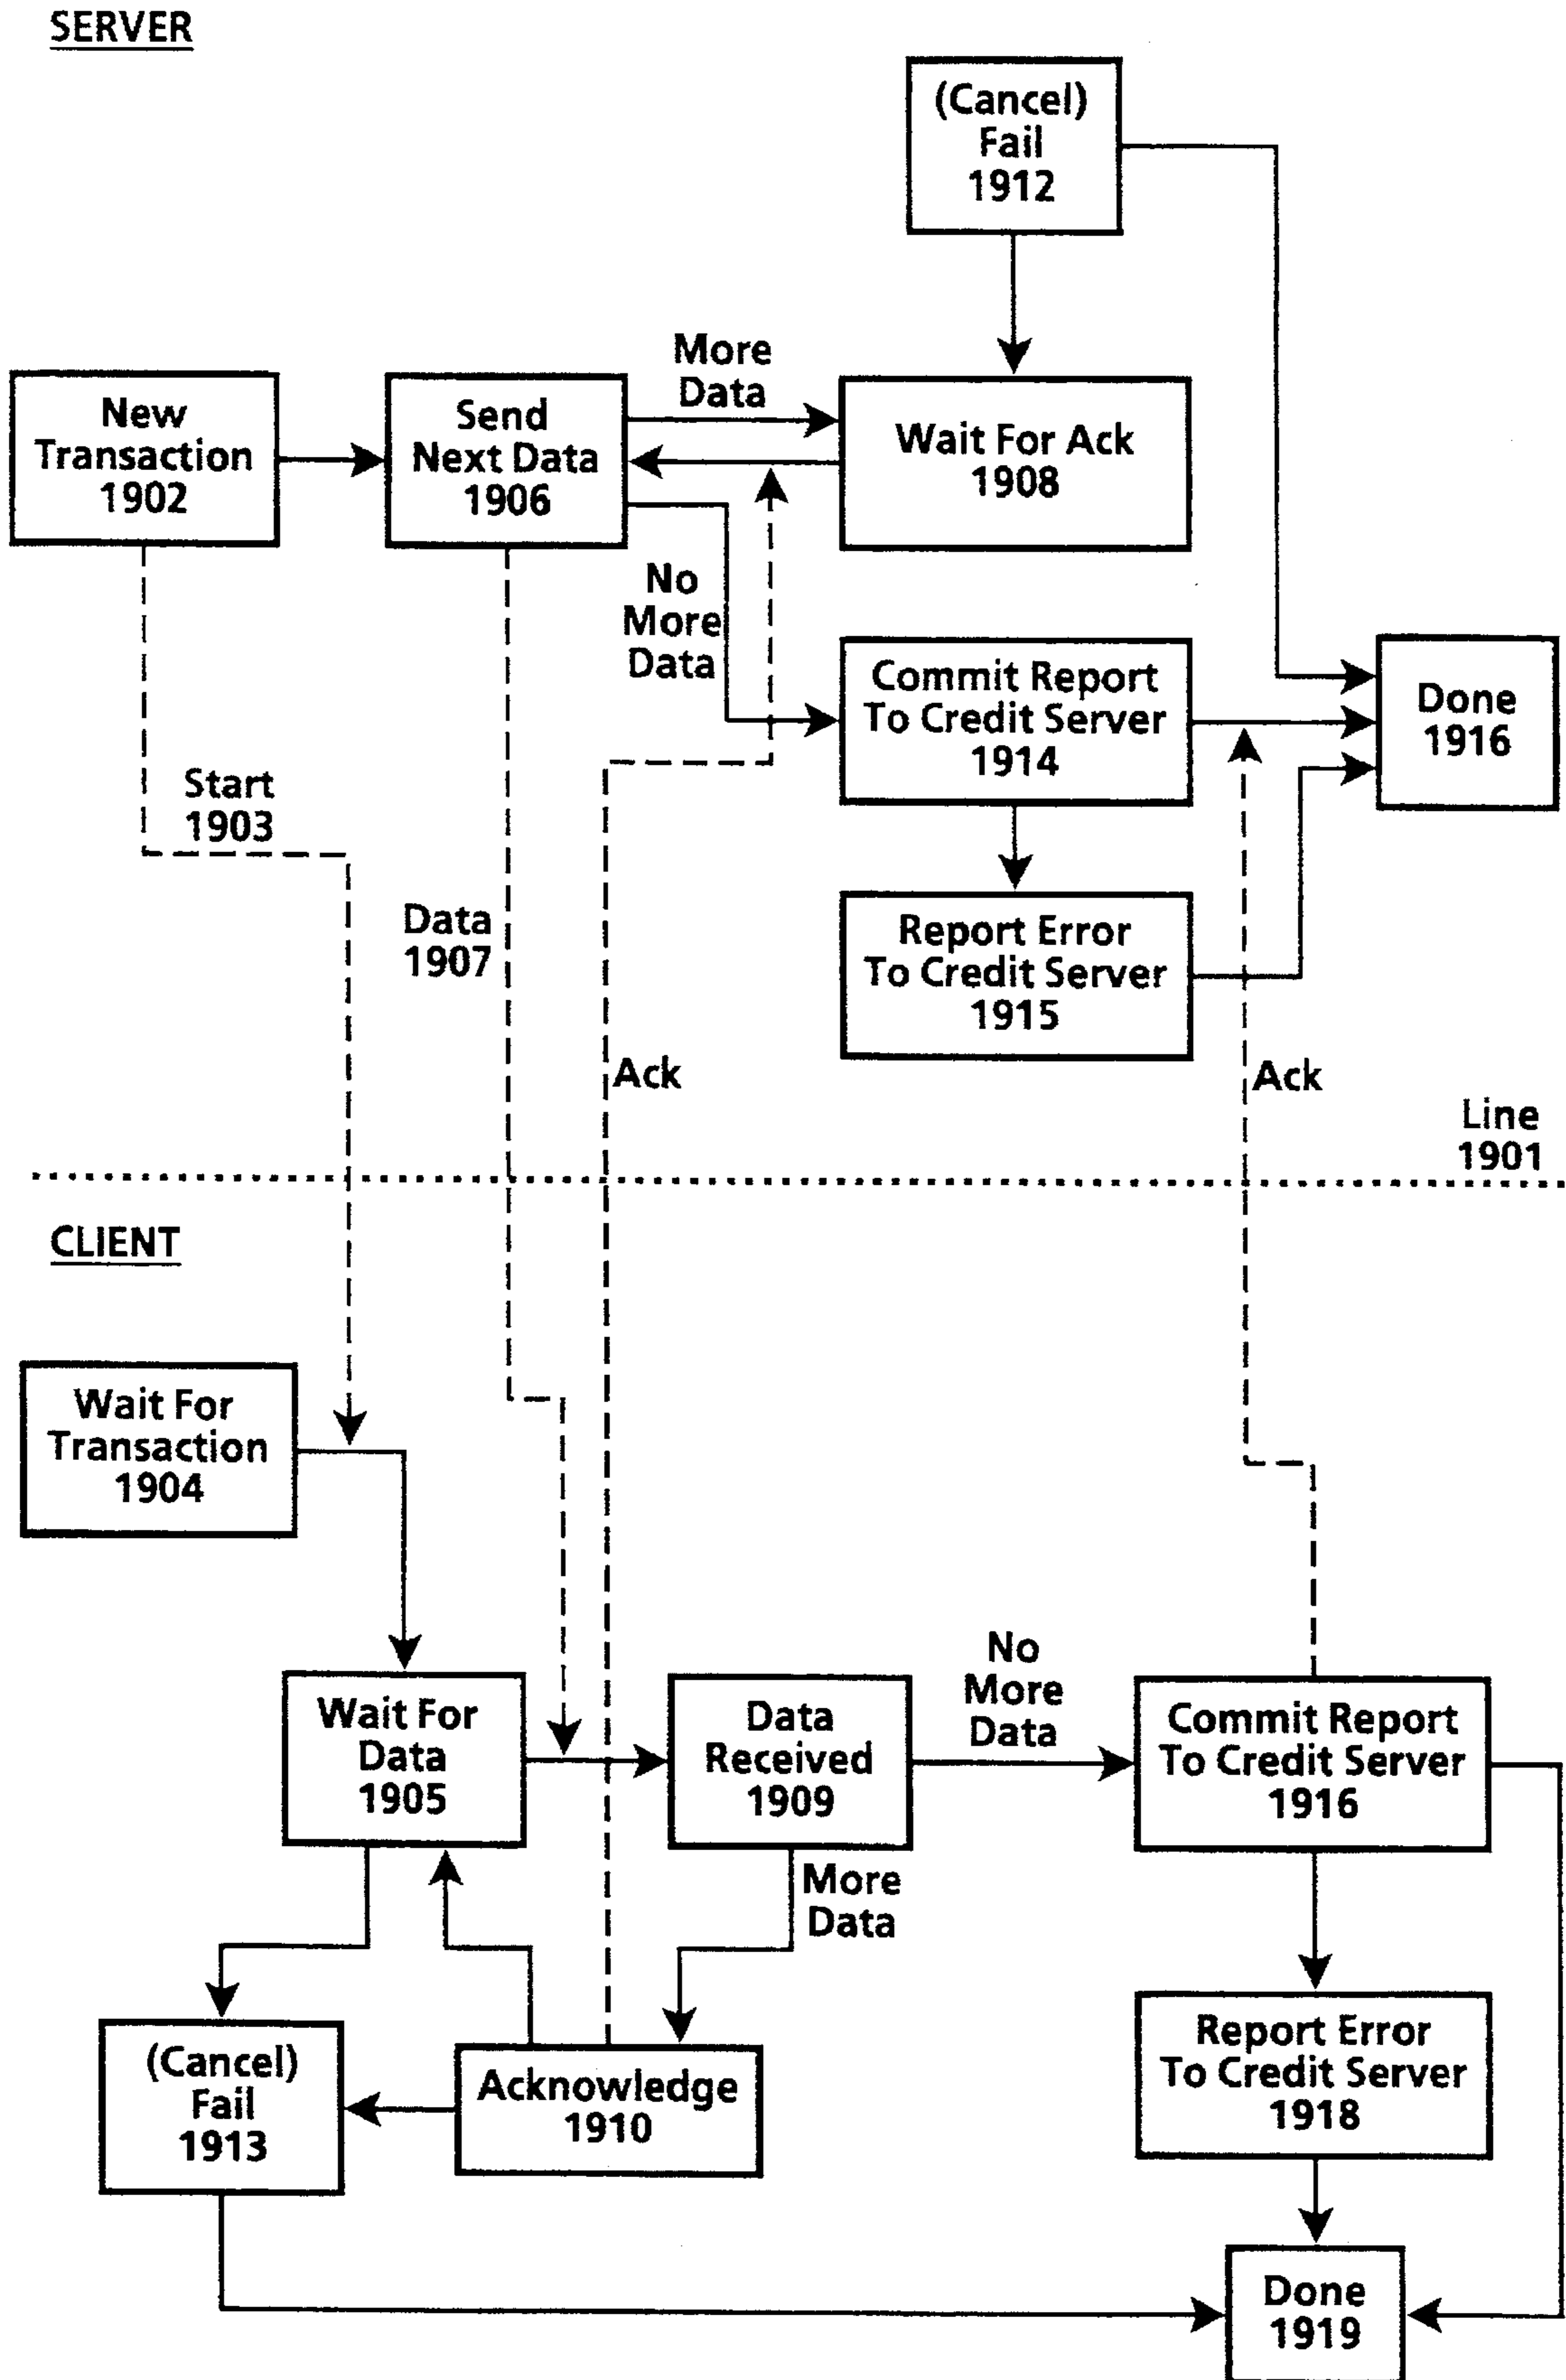 SERVER
(Cancel)
Fail
1912
More
Data
New
Transaction
1902
Send
Next Data
1906
Wait For Ack
1908
No
More
Data
Commit Report
To Credit Server
1914
Done
1916
Start
1903
Data
1907
Report Error
To Credit Server
1915
Ack
Ack
Line
1901
CLIENT
Wait For
Transaction
1904
Wait For
Data
1905
Data
Received
1909
No
More
Data
Commit Report
To Credit Server
1916
More
Data
(Cancel)
Fail
1913
Acknowledge
1910
Report Error
To Credit Server
1918
Done
1919